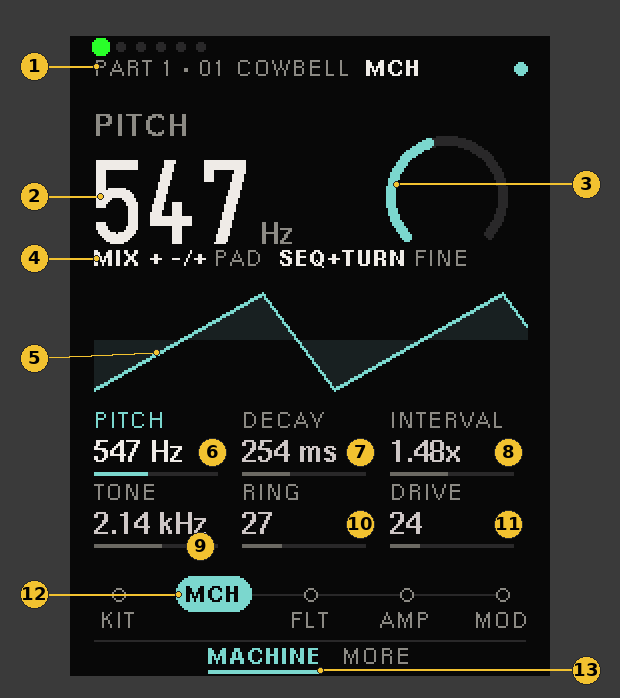 1 PART 1 · 01 COWBELL MCH
PITCH
3
2 547 Hz
4 MIX + -/+ PAD SEQ+TURN FINE
5
PITCH DECAY INTERVAL
547 Hz 6 254 ms 7 1.48x 8
TONE RING DRIVE
2.14 kHz 9 27 10 24 11
12 MCH
KIT FLT AMP MOD
MACHINE MORE
13